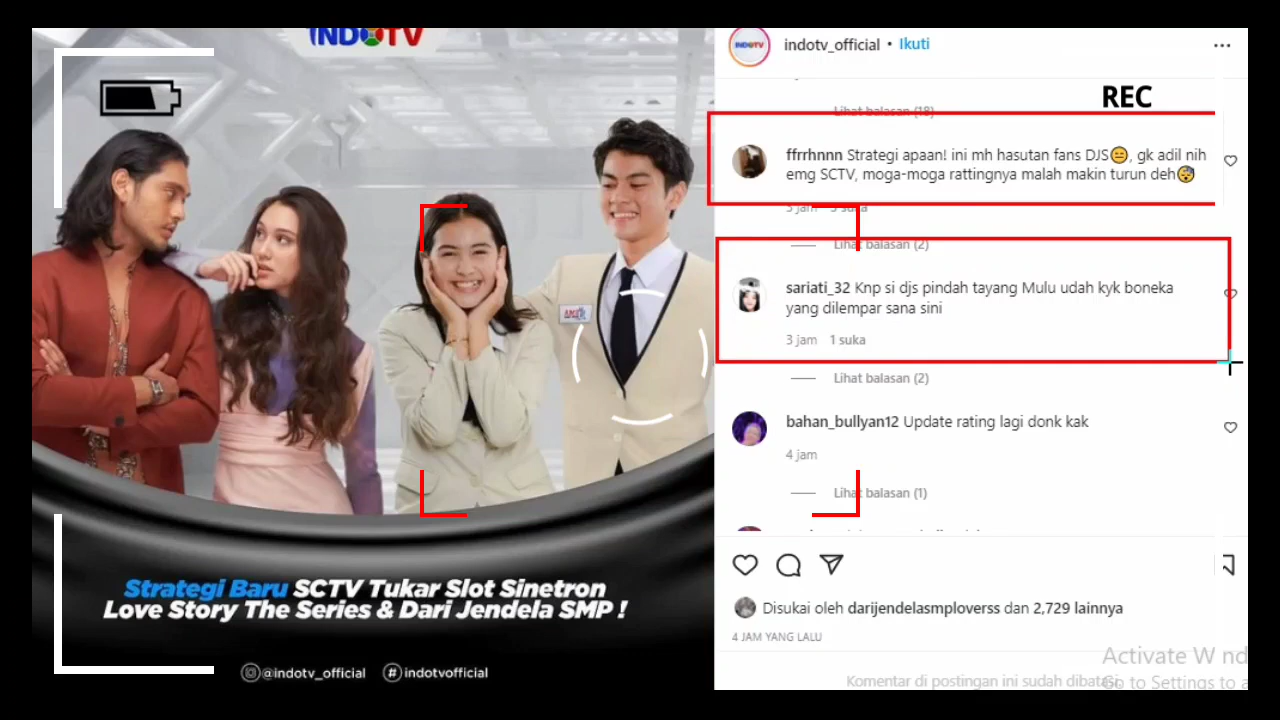 INDOTV
Strategi Baru SCTV Tukar Slot Sinetron
Love Story The Series & Dari Jendela SMP !
@indotv_official
# indotvofficial
INDOTV
indotv_official • Ikuti
REC
Lihat balasan (18)
ffrrhnnn Strategi apaan! ini mh hasutan fans DJS😑, gk adil nih
emg SCTV, moga-moga rattingnya malah makin turun deh😴
3 jam 3 suka
Lihat balasan (2)
sariati_32 Knp si djs pindah tayang Mulu udah kyk boneka
yang dilempar sana sini
3 jam 1 suka
Lihat balasan (2)
bahan_bullyan12 Update rating lagi donk kak
4 jam
Lihat balasan (1)
Disukai oleh darijendelasmploverss dan 2,729 lainnya
4 JAM YANG LALU
Activate W nd
Komentar di postingan ini sudah dibatasi.
Go to Settings to a